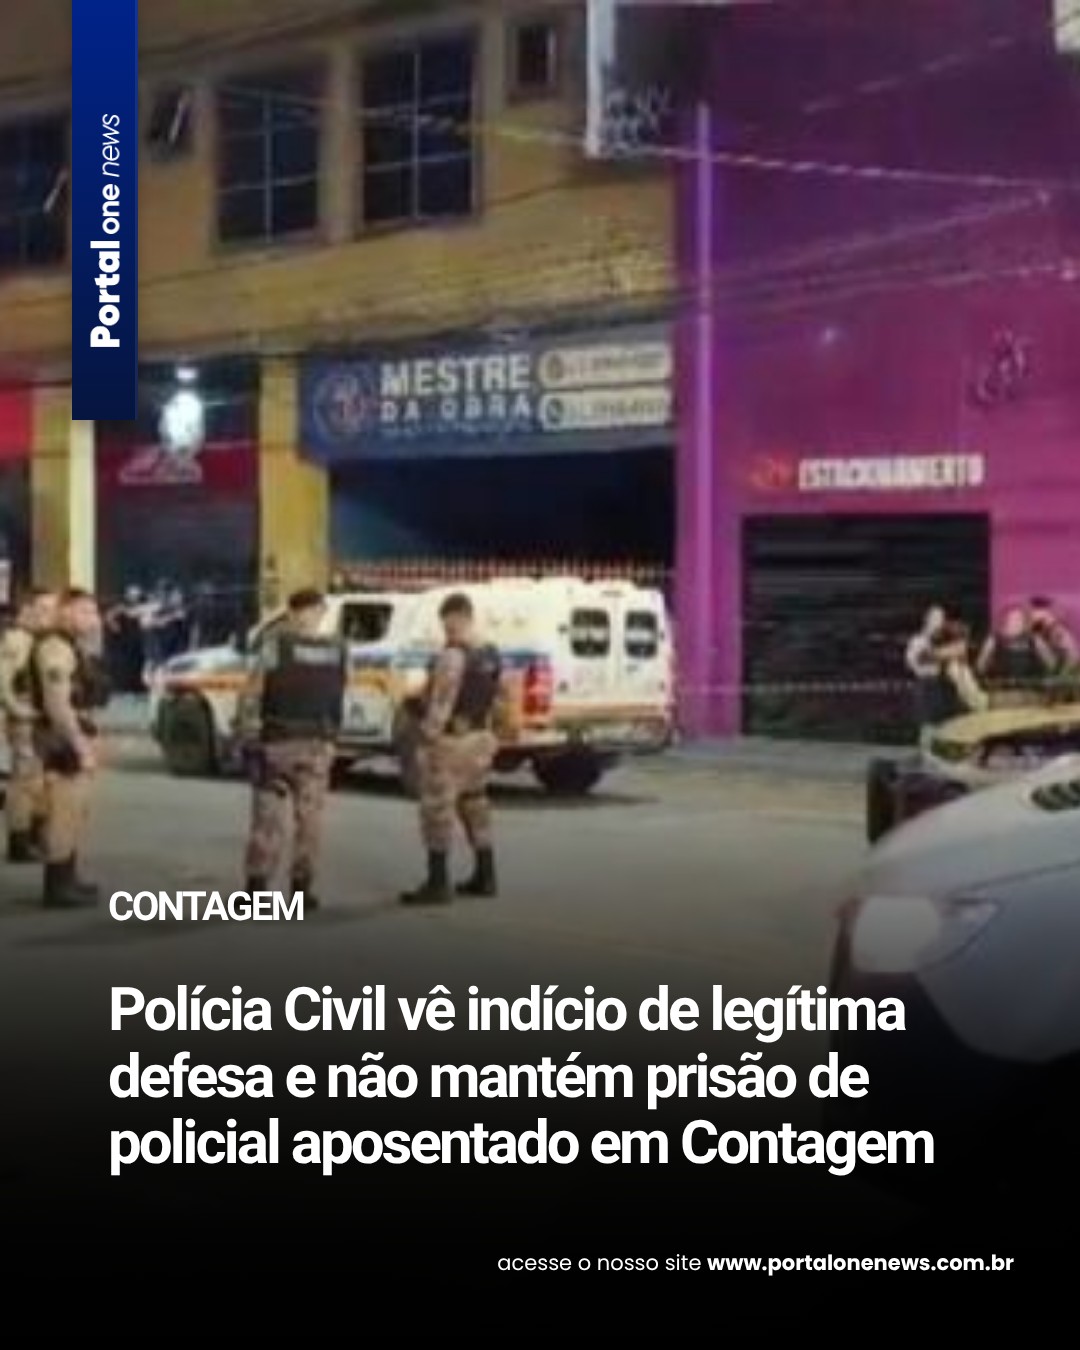 Portal one news
MESTRE
DA OBRA
ESTACIONAMENTO
CONTAGEM
Polícia Civil vê indício de legítima
defesa e não mantém prisão de
policial aposentado em Contagem
acesse o nosso site www.portalonenews.com.br